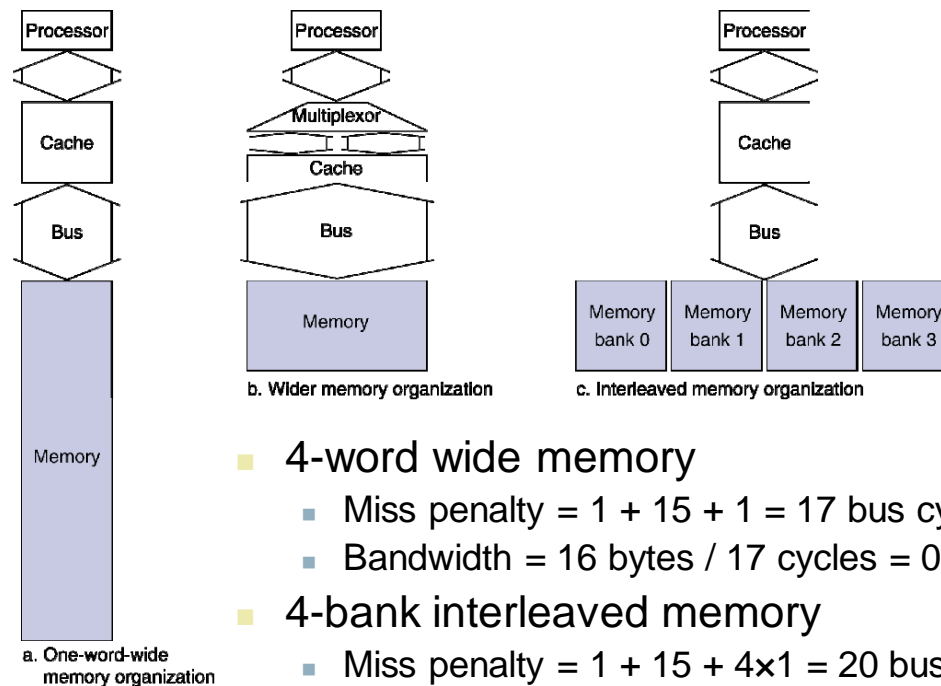 Processor
Cache
Bus
Memory
a. One-word-wide
memory organization
Processor
Multiplexor
Cache
Bus
Memory
b. Wider memory organization
Processor
Cache
Bus
Memory
bank 0
Memory
bank 1
Memory
bank 2
Memory
bank 3
c. Interleaved memory organization
4-word wide memory
Miss penalty = 1 + 15 + 1 = 17 bus cy
Bandwidth = 16 bytes / 17 cycles = 0
4-bank interleaved memory
Miss penalty = 1 + 15 + 4×1 = 20 bus